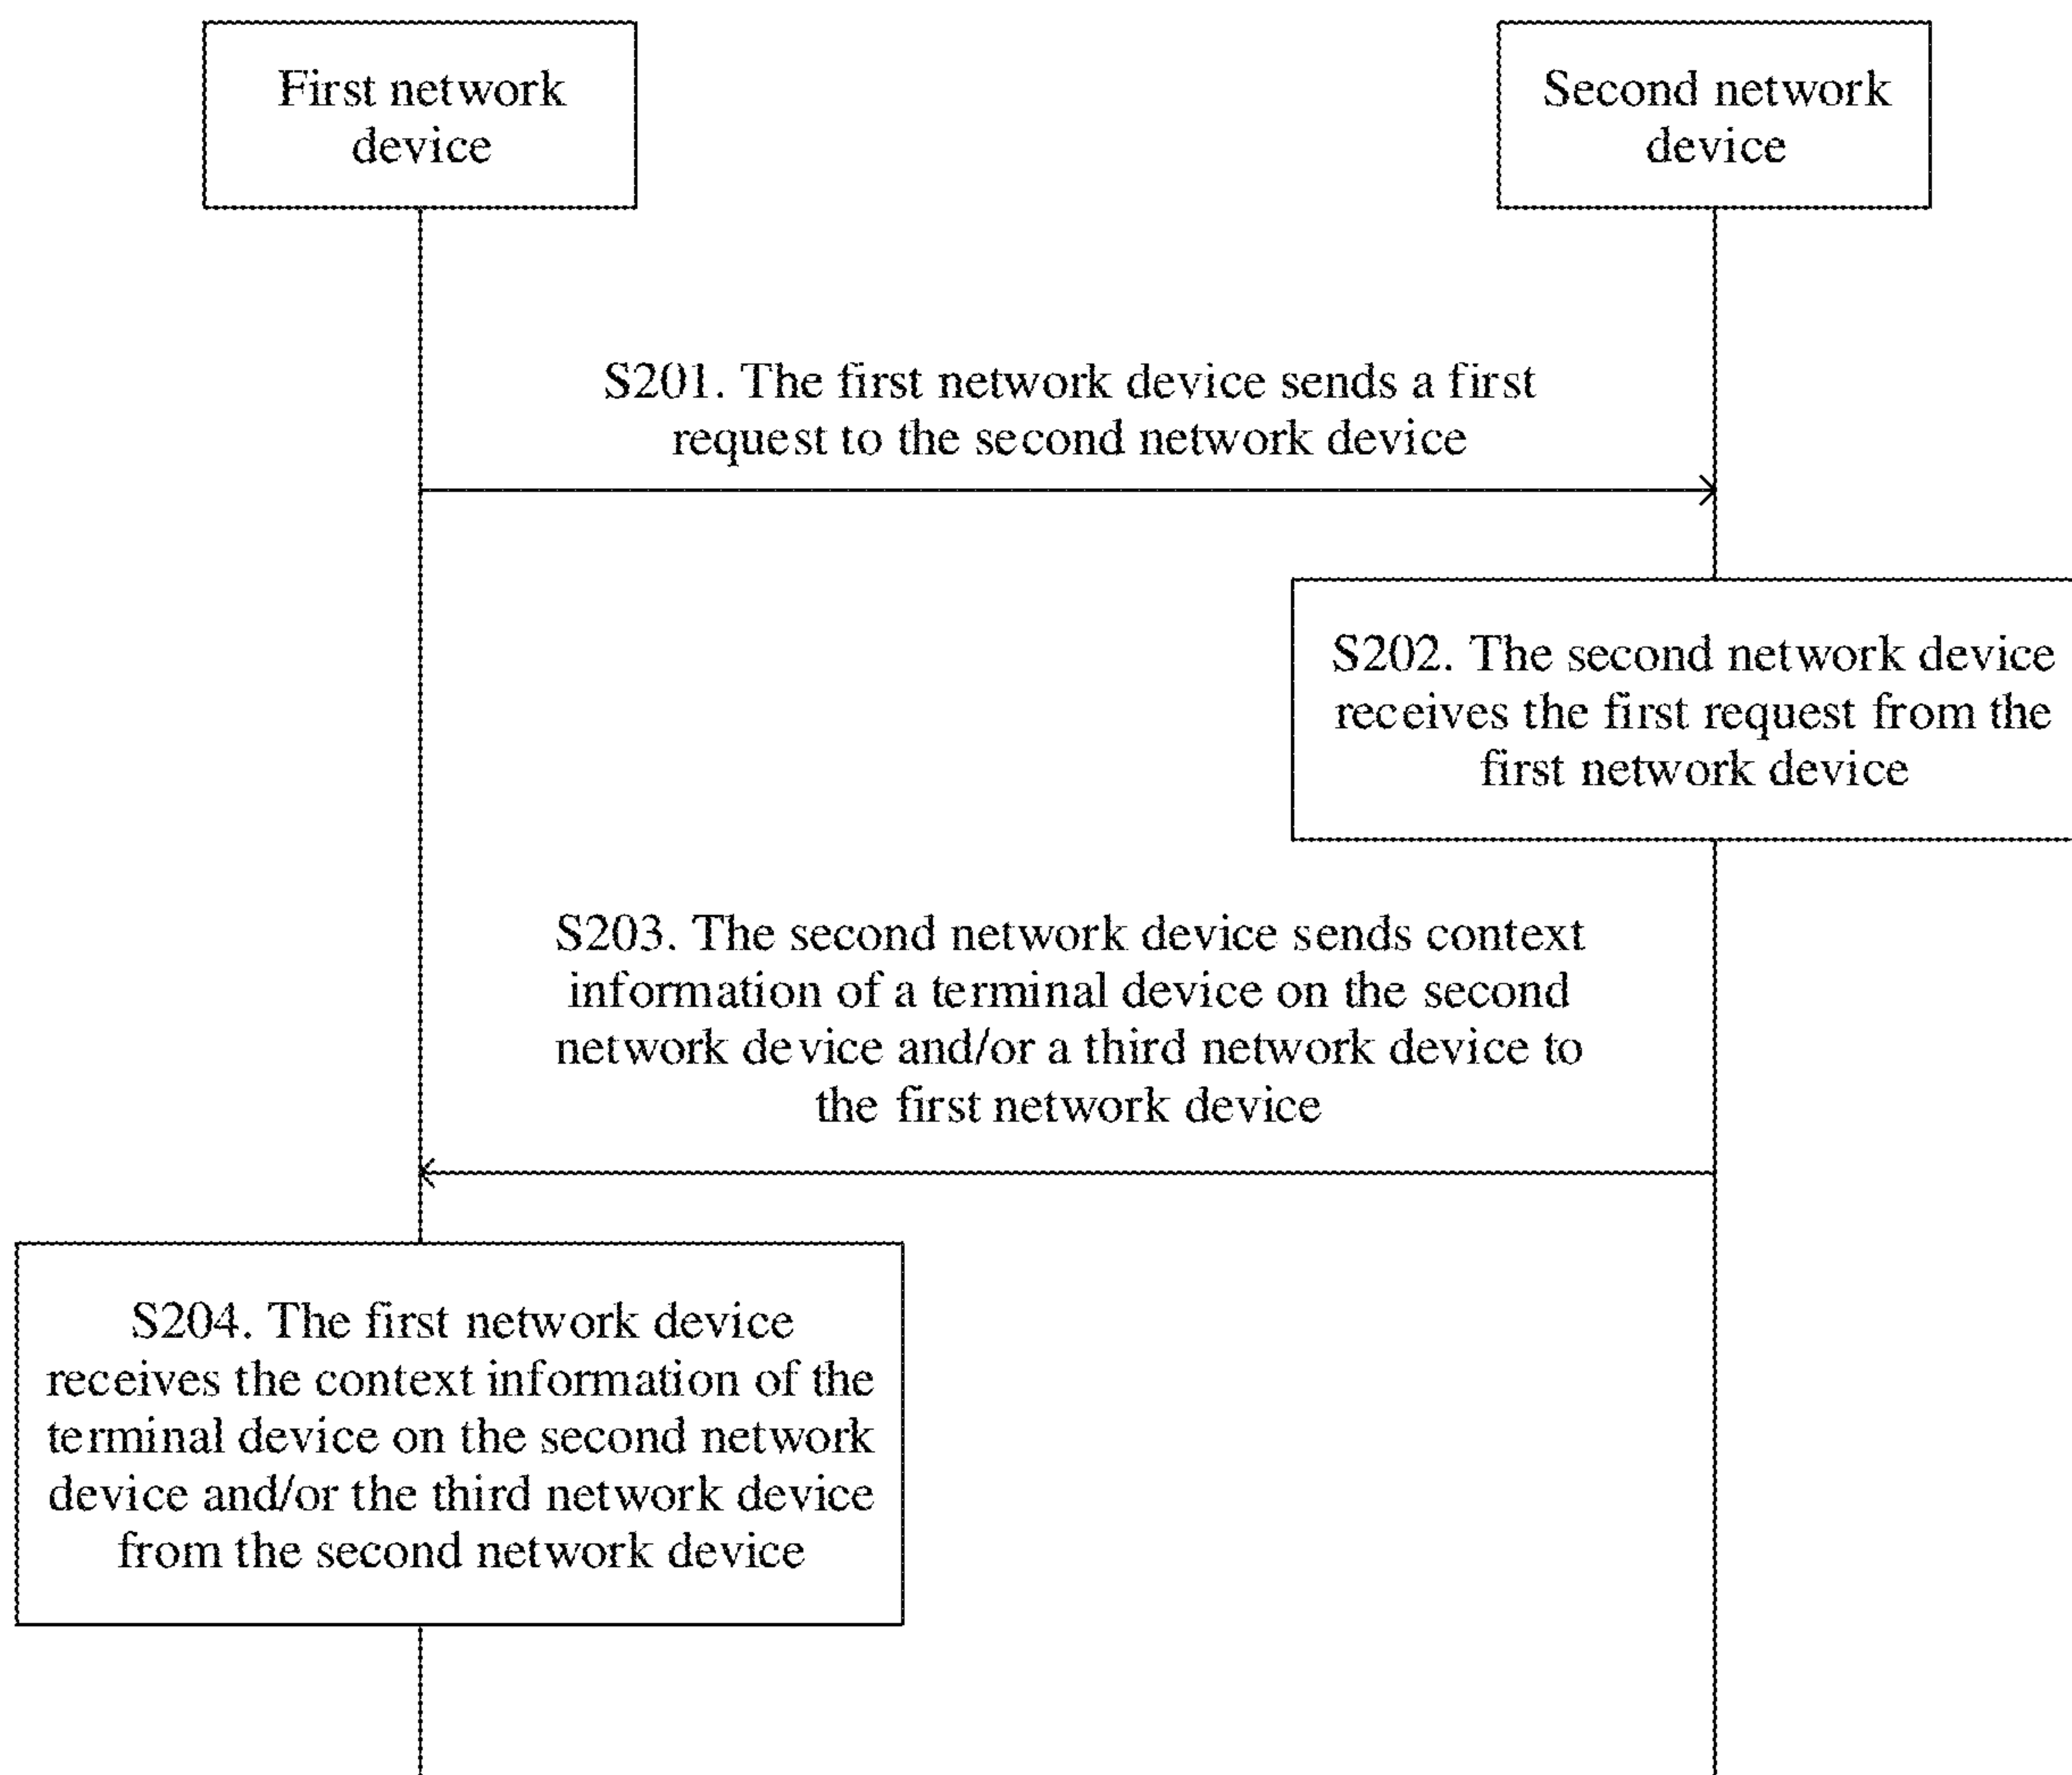 First network
device
Second network
device
S201. The first network device sends a first
request to the second network device
S202. The second network device
receives the first request from the
first network device
S203. The second network device sends context
information of a terminal device on the second
network device and/or a third network device to
the first network device
S204. The first network device
receives the context information of the
terminal device on the second network
device and/or the third network device
from the second network device